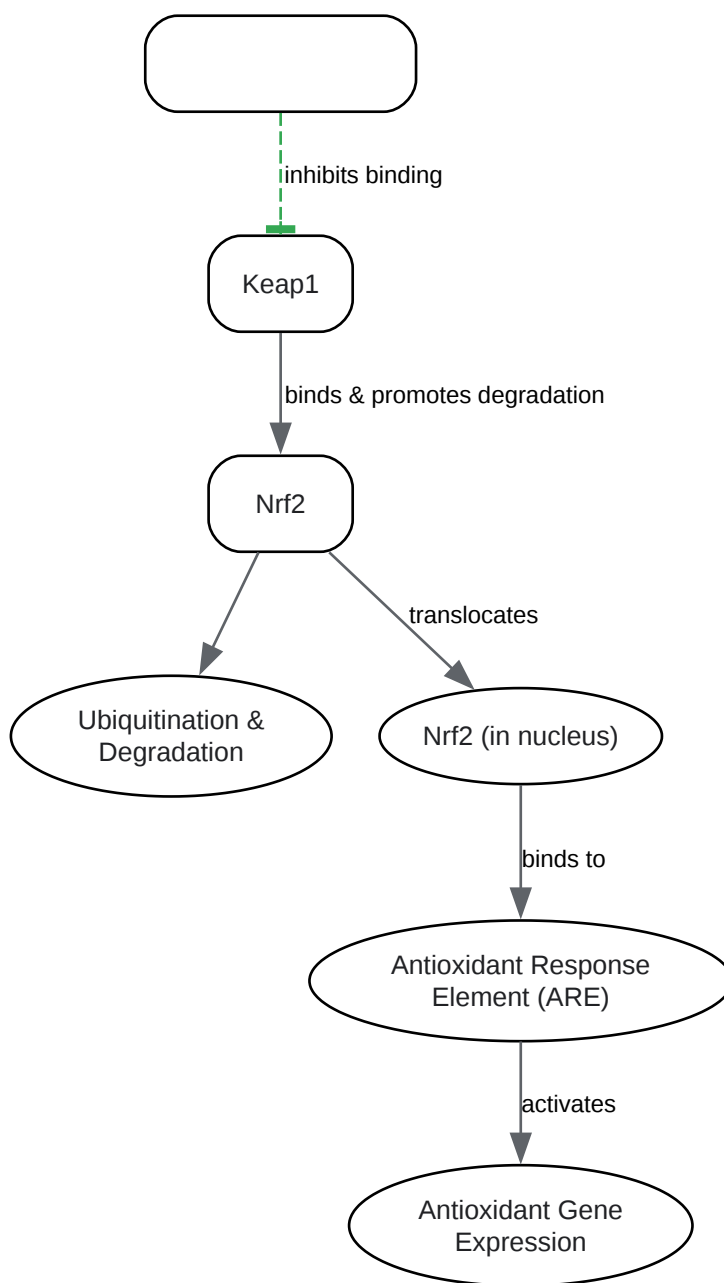 inhibits binding
Keap1
binds & promotes degradation
Nrf2
translocates
Ubiquitination &
Degradation
Nrf2 (in nucleus)
binds to
Antioxidant Response
Element (ARE)
activates
Antioxidant Gene
Expression